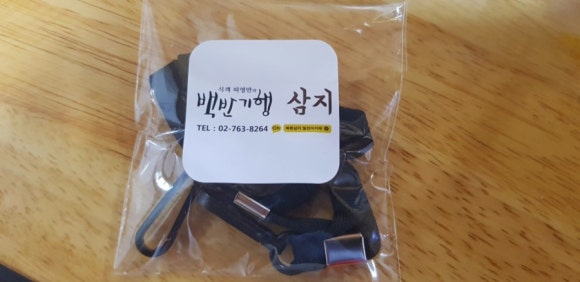 식객 허영만의
백반기행 삼지
TEL : 02-763-8264